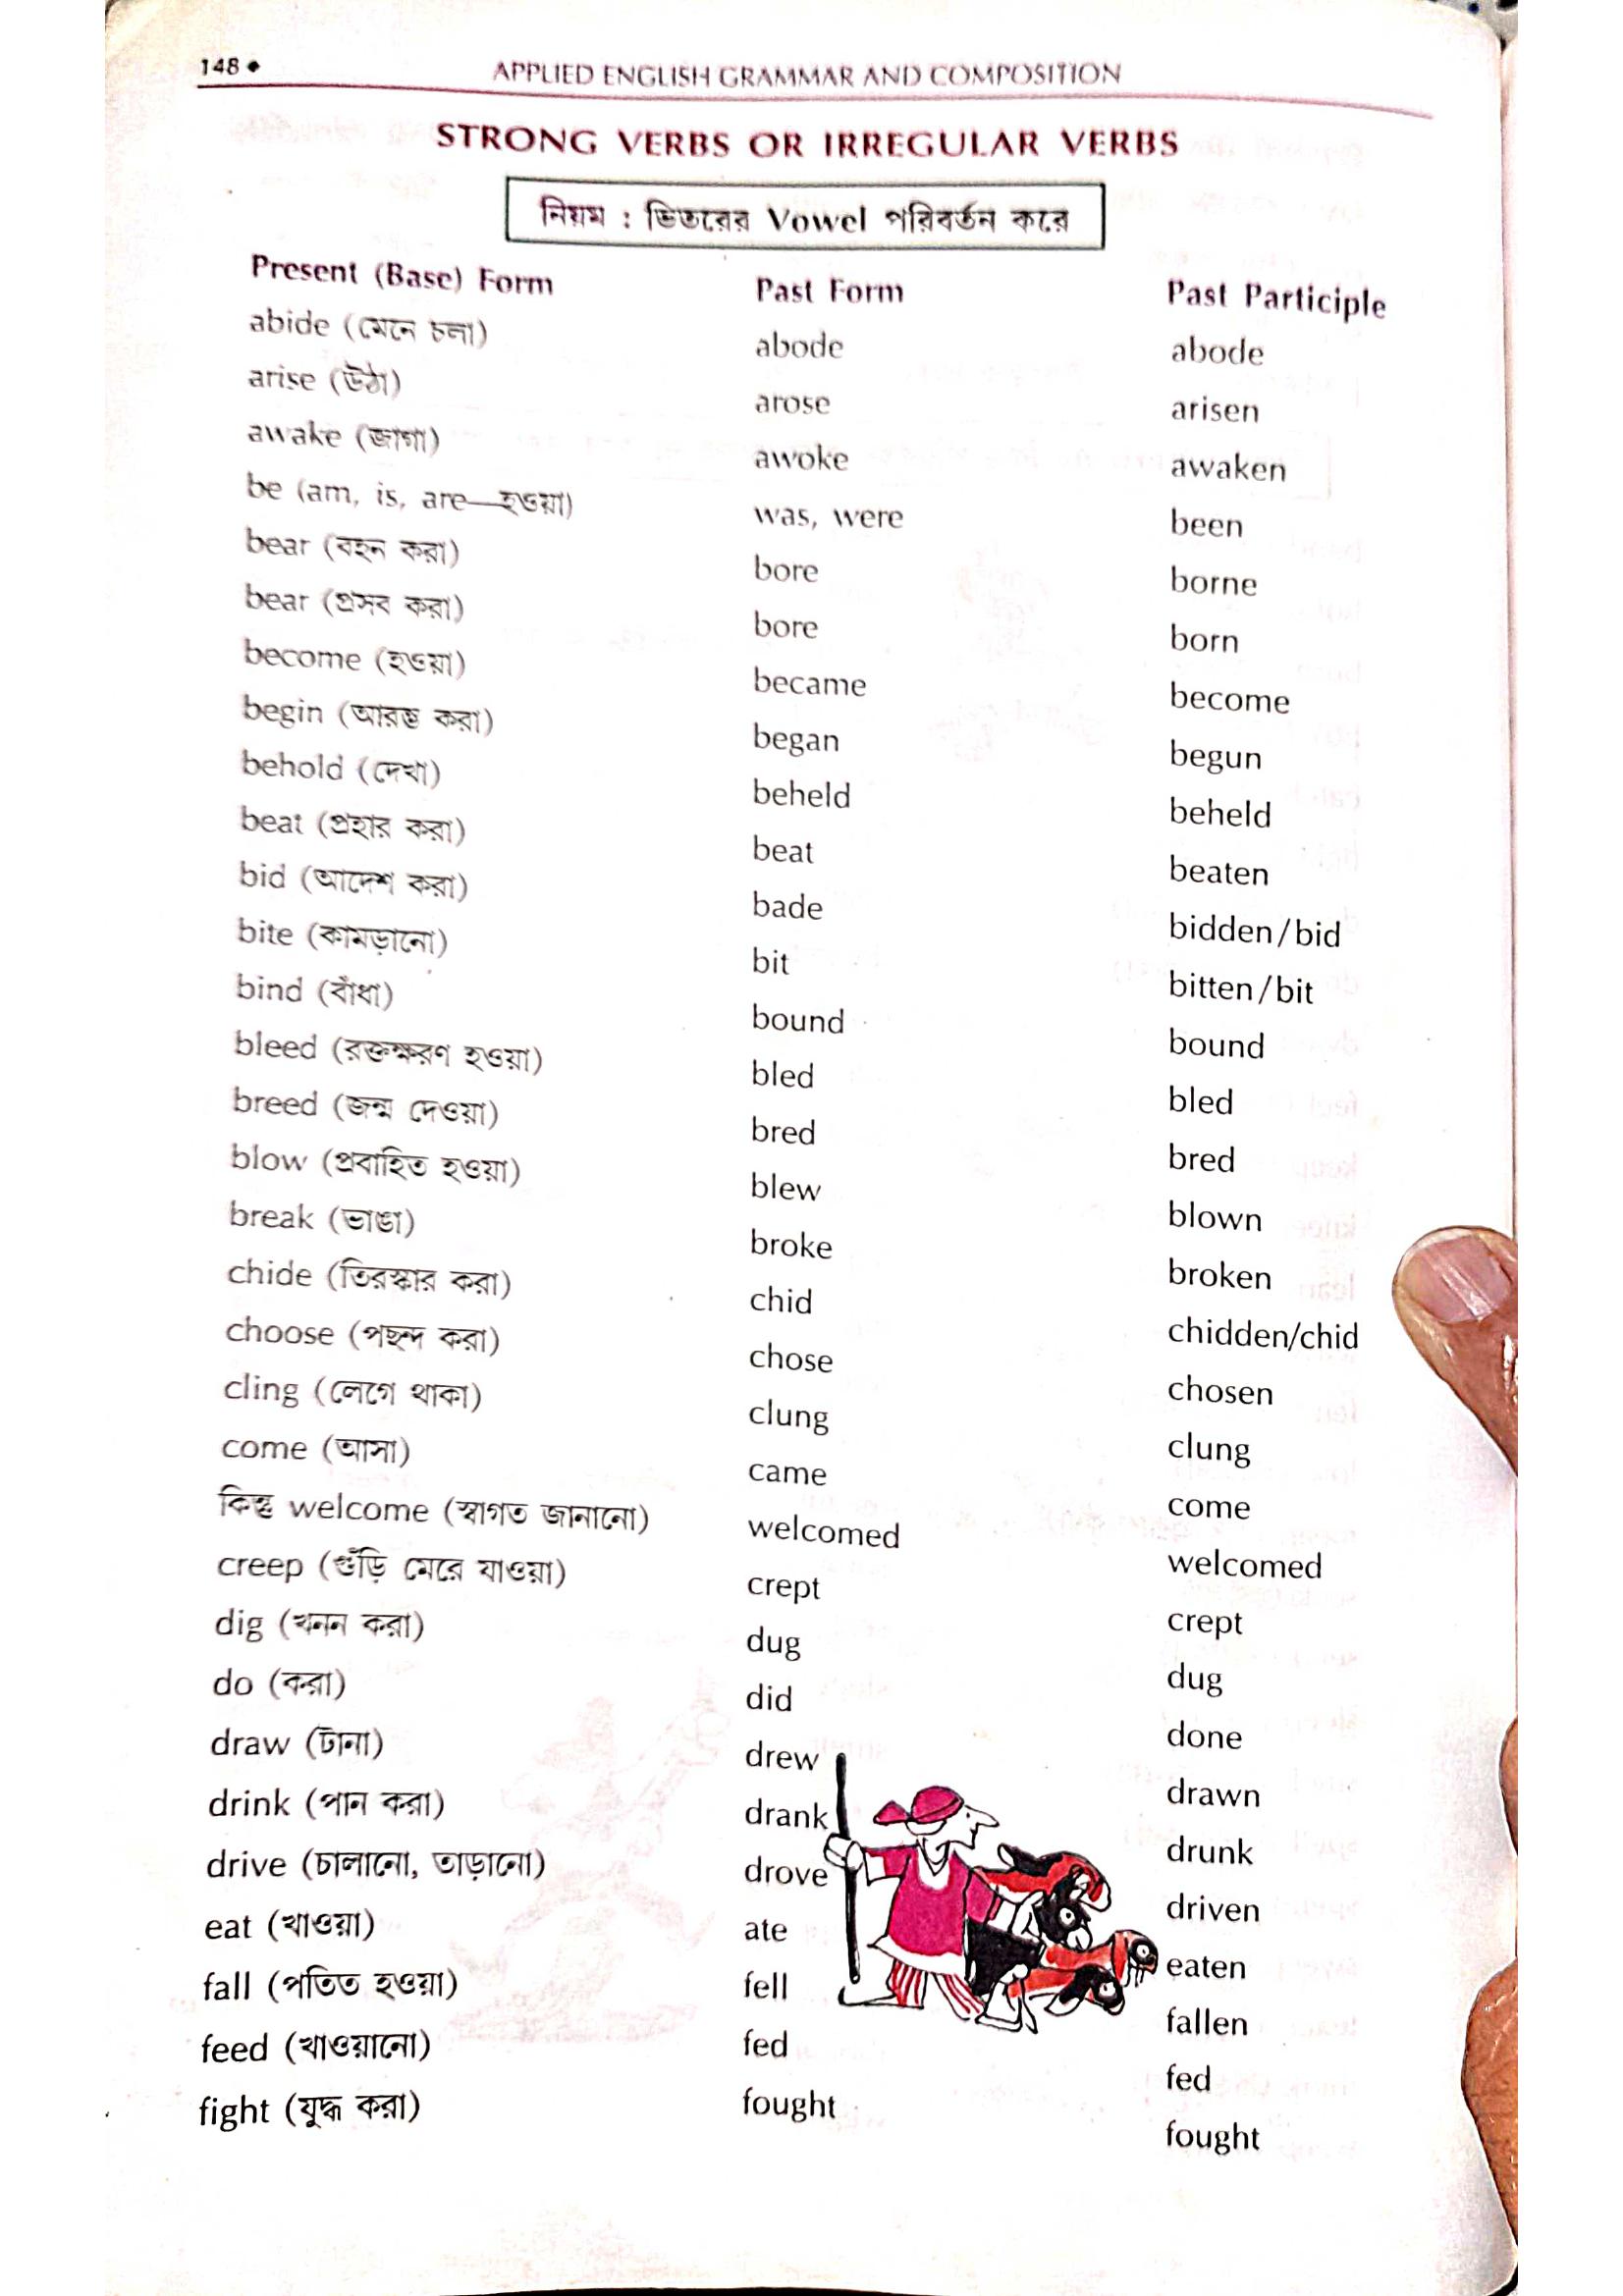 148 ◆ APPLIED ENGLISH GRAMMAR AND COMPOSITION
STRONG VERBS OR IRREGULAR VERBS
নিয়ম : ভিতরের Vowel পরিবর্তন করে
Present (Base) Form Past Form Past Participle
abide (মেনে চলা) abode abode
arise (উঠা) arose arisen
awake (জাগা) awoke awaken
be (am, is, are—হওয়া) was, were been
bear (বহন করা) bore borne
bear (প্রসব করা) bore born
become (হওয়া) became become
begin (আরম্ভ করা) began begun
behold (দেখা) beheld beheld
beat (প্রহার করা) beat beaten
bid (আদেশ করা) bade bidden/bid
bite (কামড়ানো) bit bitten/bit
bind (বাঁধা) bound bound
bleed (রক্তক্ষরণ হওয়া) bled bled
breed (জন্ম দেওয়া) bred bred
blow (প্রবাহিত হওয়া) blew blown
break (ভাঙা) broke broken
chide (তিরস্কার করা) chid chidden/chid
choose (পছন্দ করা) chose chosen
cling (লেগে থাকা) clung clung
come (আসা) came come
কিন্তু welcome (স্বাগত জানানো) welcomed welcomed
creep (গুঁড়ি মেরে যাওয়া) crept crept
dig (খনন করা) dug dug
do (করা) did done
draw (টানা) drew drawn
drink (পান করা) drank drunk
drive (চালানো, তাড়ানো) drove driven
eat (খাওয়া) ate eaten
fall (পতিত হওয়া) fell fallen
feed (খাওয়ানো) fed fed
fight (যুদ্ধ করা) fought fought